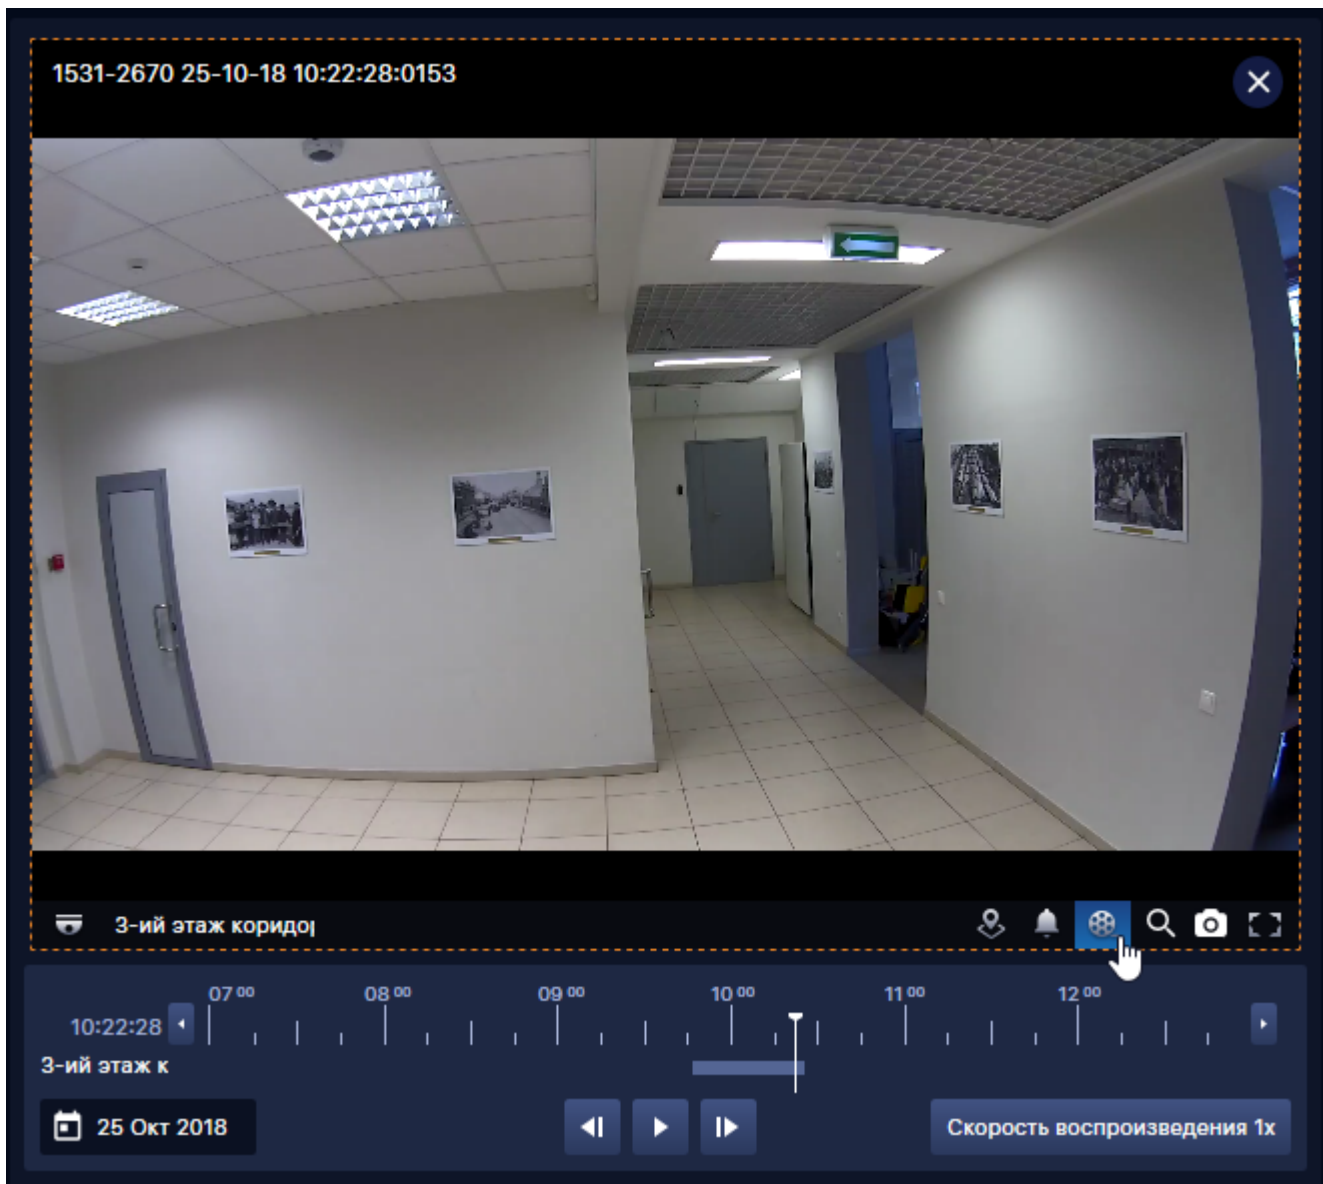 1531-2670 25-10-18 10:22:28:0153
3-ий этаж коридор
07 00 08 00 09 00 10 00 11 00 12 00
10:22:28
3-ий этаж к
25 Окт 2018
Скорость воспроизведения 1x